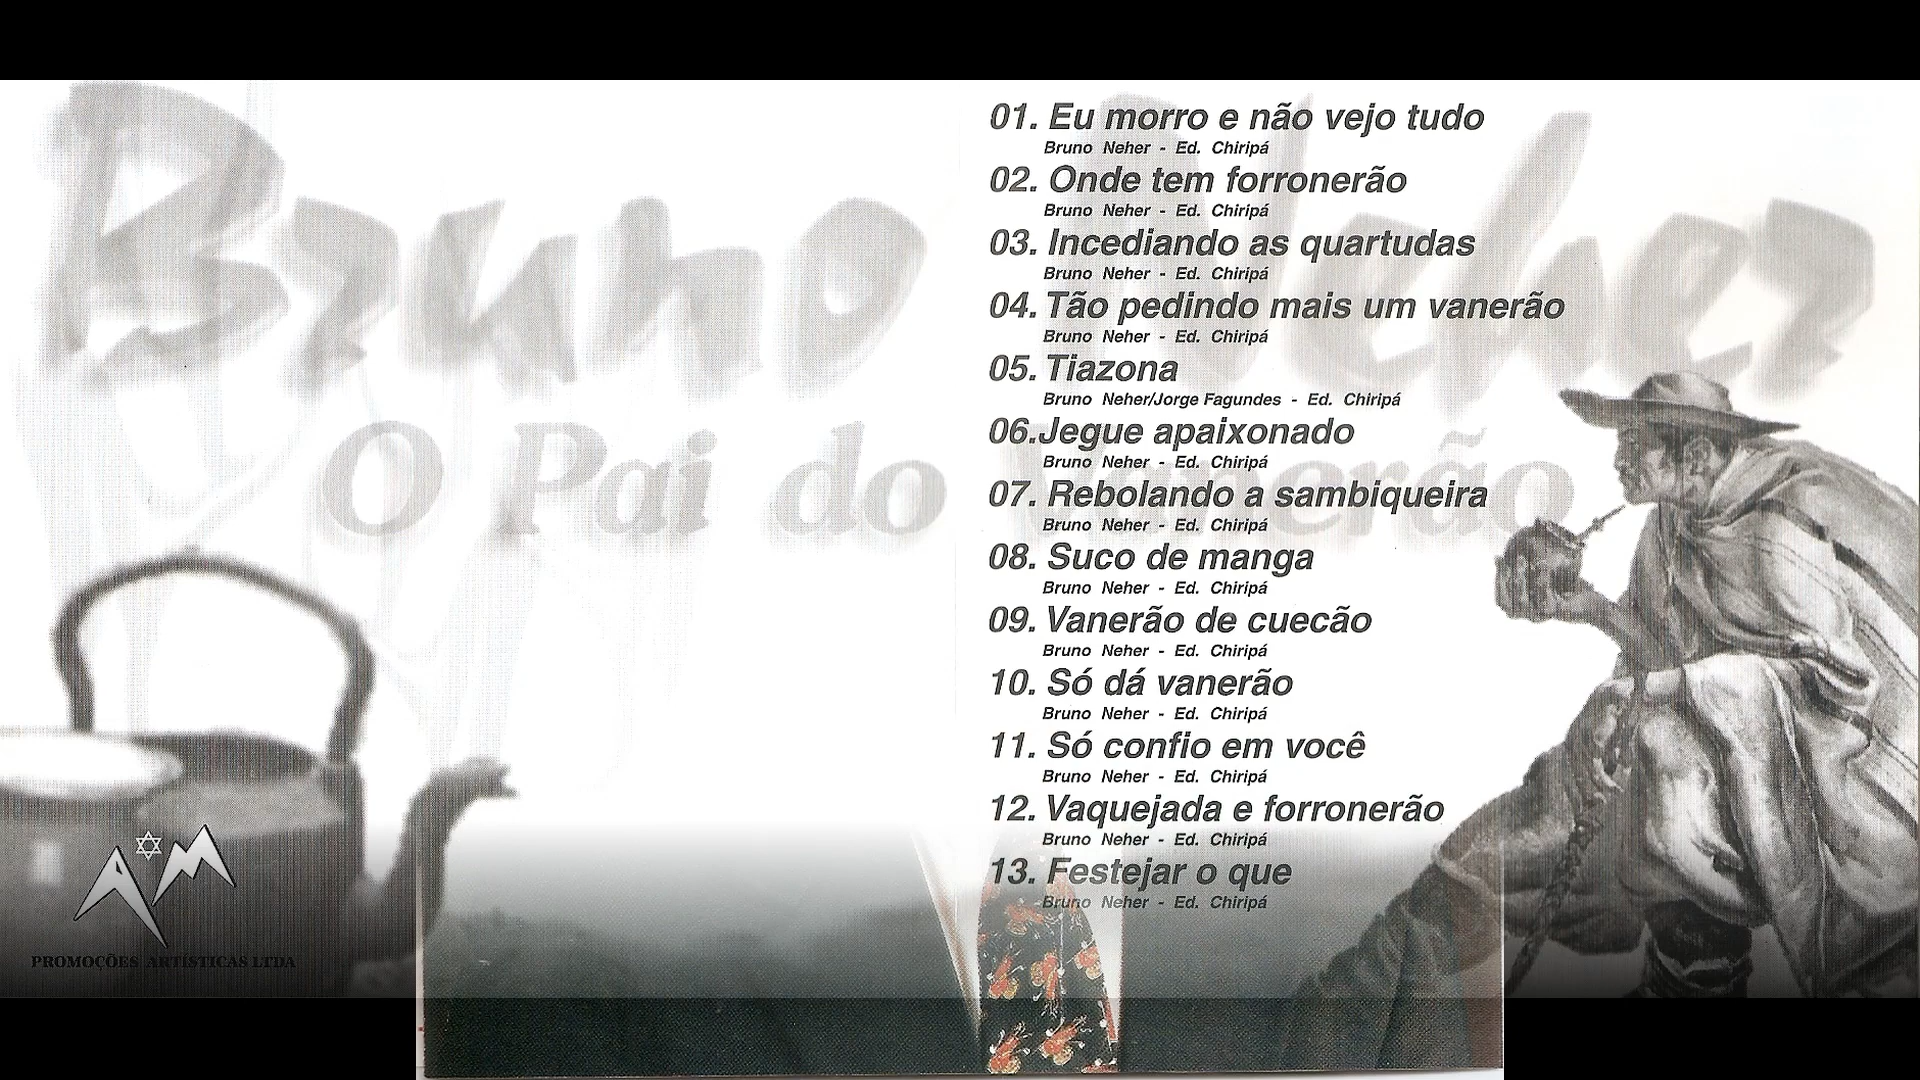 Bruno Neher
O Pai do Vanerão
01. Eu morro e não vejo tudo
Bruno Neher - Ed. Chiripá
02. Onde tem forronerão
Bruno Neher - Ed. Chiripá
03. Incediando as quartudas
Bruno Neher - Ed. Chiripá
04. Tão pedindo mais um vanerão
Bruno Neher - Ed. Chiripá
05. Tiazona
Bruno Neher/Jorge Fagundes - Ed. Chiripá
06.Jegue apaixonado
Bruno Neher - Ed. Chiripá
07. Rebolando a sambiqueira
Bruno Neher - Ed. Chiripá
08. Suco de manga
Bruno Neher - Ed. Chiripá
09. Vanerão de cuecão
Bruno Neher - Ed. Chiripá
10. Só dá vanerão
Bruno Neher - Ed. Chiripá
11. Só confio em você
Bruno Neher - Ed. Chiripá
12. Vaquejada e forronerão
Bruno Neher - Ed. Chiripá
13. Festejar o que
Bruno Neher - Ed. Chiripá
AM
PROMOÇÕES ARTÍSTICAS LTDA